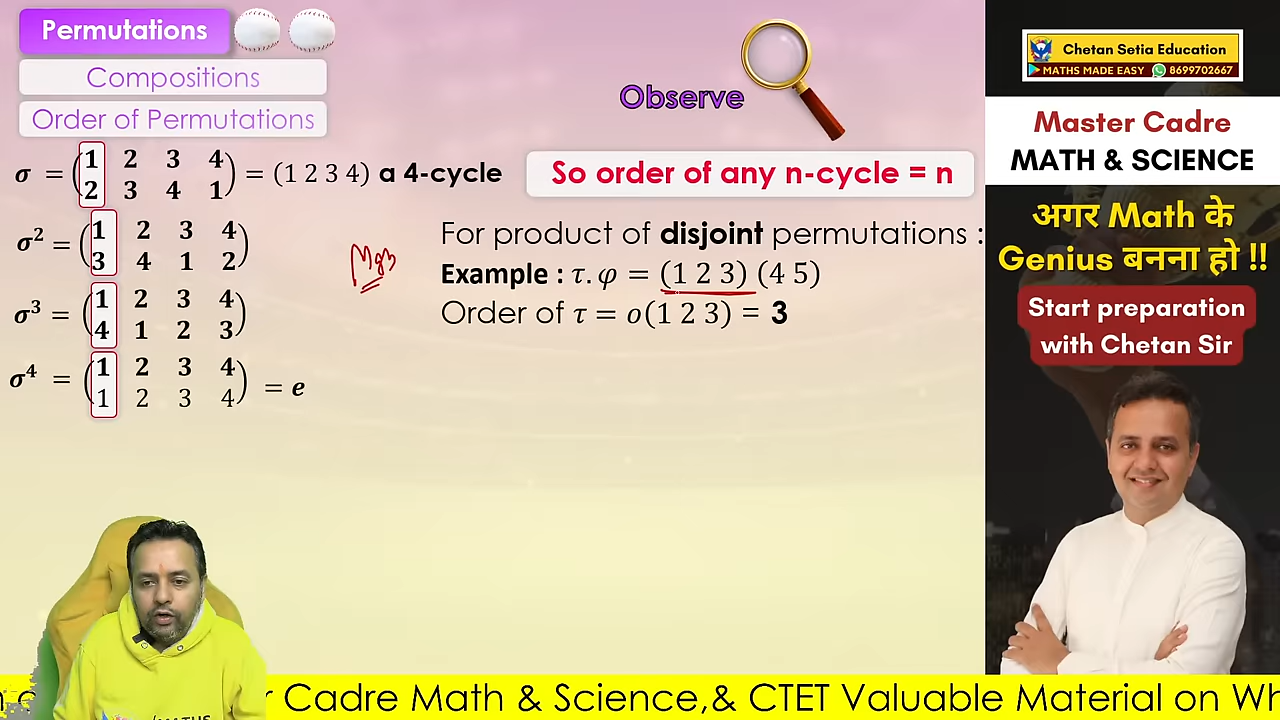 Permutations
Compositions
Order of Permutations
Observe
σ = (1 2 3 4 / 2 3 4 1) = (1 2 3 4) a 4-cycle
So order of any n-cycle = n
σ² = (1 2 3 4 / 3 4 1 2)
For product of disjoint permutations :
Example : τ. φ = (1 2 3) (4 5)
Order of τ = o(1 2 3) = 3
σ³ = (1 2 3 4 / 4 1 2 3)
σ⁴ = (1 2 3 4 / 1 2 3 4) = e
Chetan Setia Education
MATHS MADE EASY 8699702667
Master Cadre
MATH & SCIENCE
अगर Math के
Genius बनना हो !!
Start preparation
with Chetan Sir
r Cadre Math & Science,& CTET Valuable Material on Wh